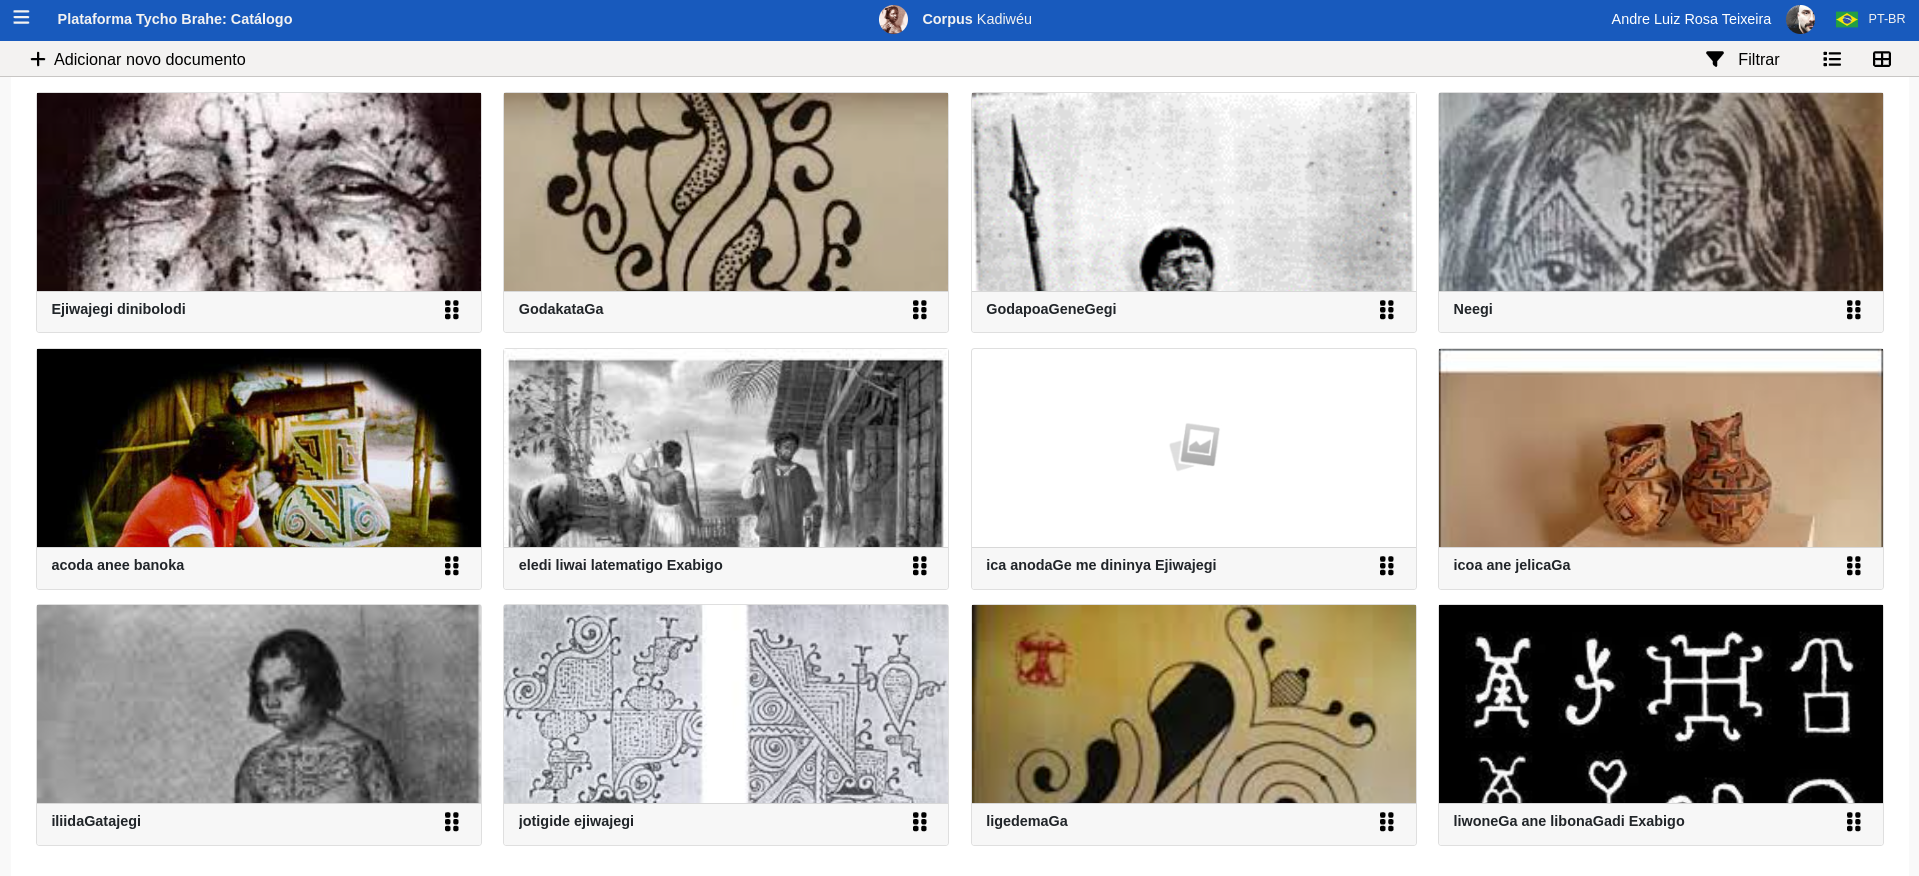 Plataforma Tycho Brahe: Catálogo
Corpus Kadiwéu
Andre Luiz Rosa Teixeira
PT-BR
Adicionar novo documento
Filtrar
Ejiwajegi dinibolodi
GodakataGa
GodapoaGeneGegi
Neegi
acoda anee banoka
eledi liwai latematigo Exabigo
ica anodaGe me dininya Ejiwajegi
icoa ane jelicaGa
iliidaGatajegi
jotigide ejiwajegi
ligedemaGa
liwoneGa ane libonaGadi Exabigo